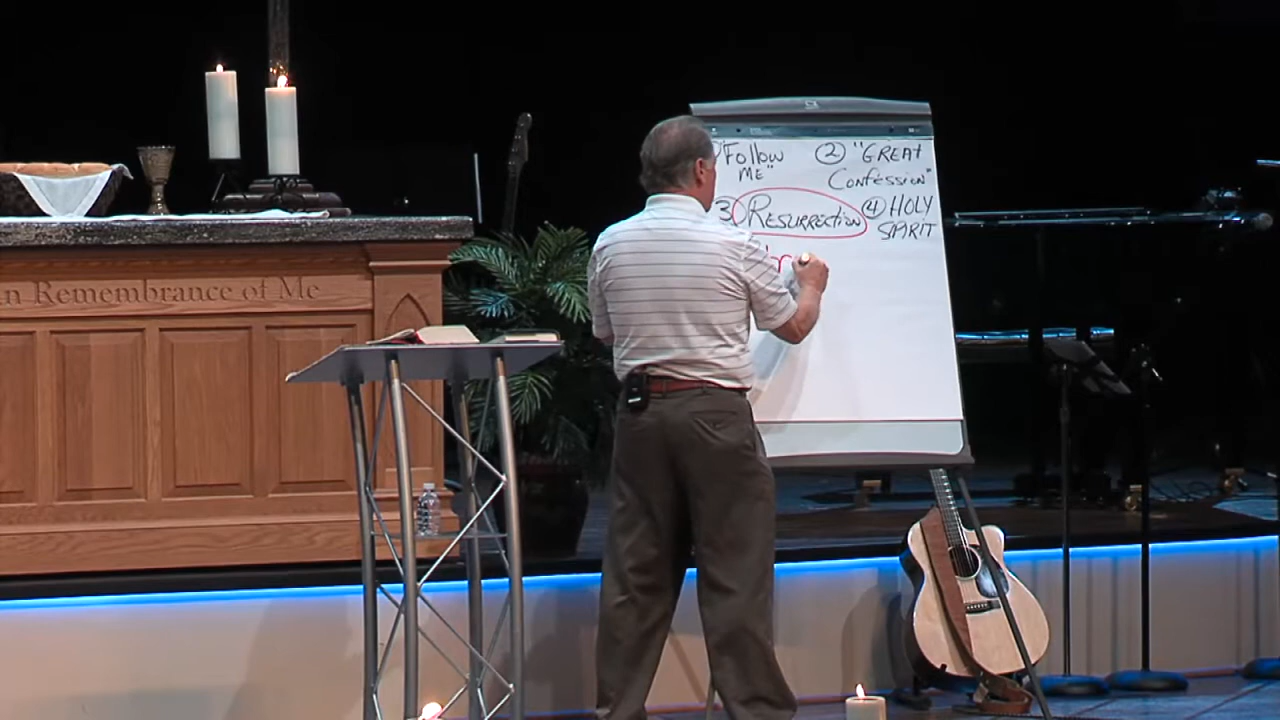 "Follow
ME"
② "GREAT
Confession"
3 RESURRECTION
④ HOLY
SPIRIT
In Remembrance of Me